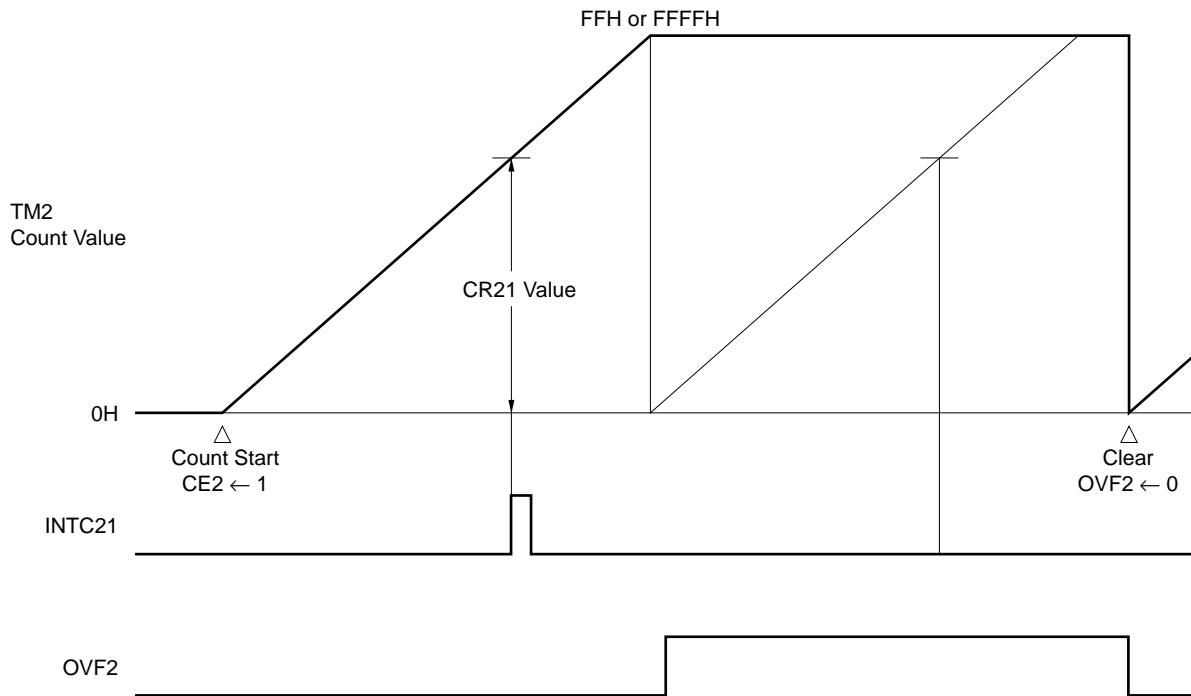 FFH or FFFFH
TM2
Count Value
CR21 Value
0H
Count Start
CE2 ← 1
Clear
OVF2 ← 0
INTC21
OVF2